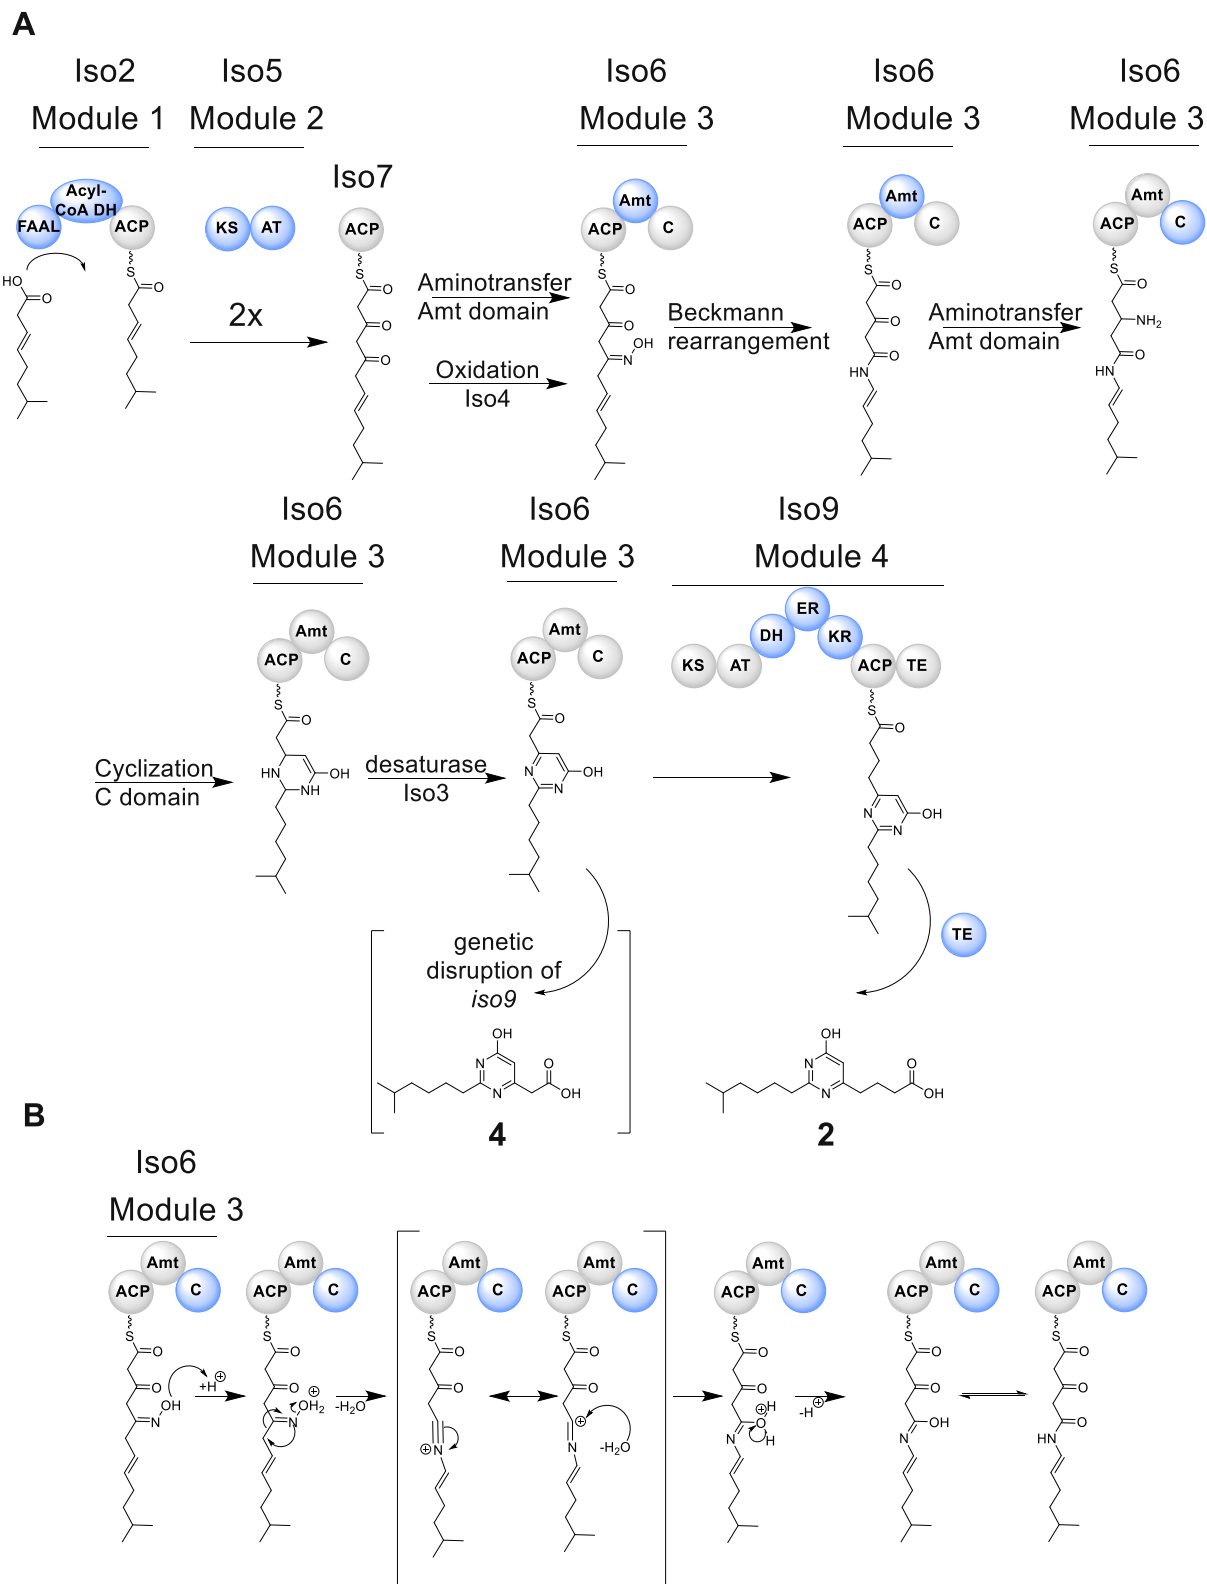 A
Iso2
Iso5
Iso6
Iso6
Iso6
Module 1
Module 2
Module 3
Module 3
Module 3
Iso7
Acyl-
CoA DH
FAAL
ACP
KS
AT
ACP
Amt
ACP
C
Amt
ACP
C
Amt
ACP
C
HO
O
S
O
S
O
O
O
S
O
O
N
OH
S
O
O
O
HN
S
O
NH2
O
HN
2x
Aminotransfer
Amt domain
Oxidation
Iso4
Beckmann
rearrangement
Aminotransfer
Amt domain
Iso6
Iso6
Iso9
Module 3
Module 3
Module 4
Amt
ACP
C
Amt
ACP
C
KS
AT
DH
ER
KR
ACP
TE
S
O
HN
NH
OH
S
O
N
N
OH
S
O
N
N
OH
Cyclization
C domain
desaturase
Iso3
TE
genetic
disruption of
iso9
OH
N
N
O
OH
4
OH
N
N
O
OH
2
B
Iso6
Module 3
Amt
ACP
C
Amt
ACP
C
Amt
ACP
C
Amt
ACP
C
Amt
ACP
C
Amt
ACP
C
Amt
ACP
C
S
O
O
N
OH
+H
+
S
O
O
N
OH2
+
-H2O
S
O
O
N
+
S
O
O
+
N
-H2O
S
O
O
+
O
H
H
N
-H
+
S
O
O
OH
N
S
O
O
O
HN